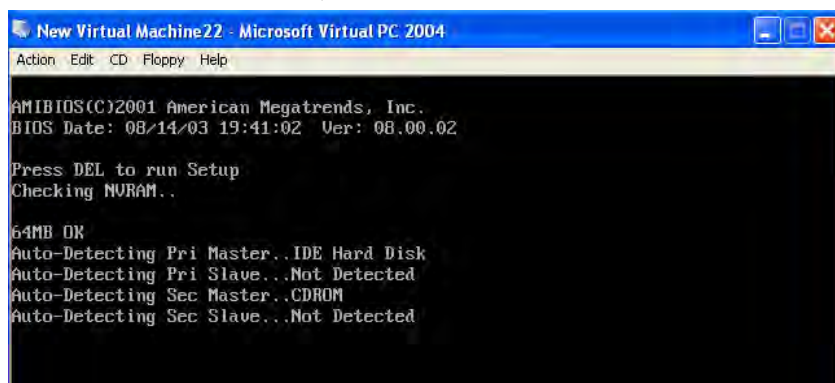 New Virtual Machine22 - Microsoft Virtual PC 2004
Action Edit CD Floppy Help
AMIBIOS(C)2001 American Megatrends, Inc.
BIOS Date: 08/14/03 19:41:02 Ver: 08.00.02
Press DEL to run Setup
Checking NVRAM..
64MB OK
Auto-Detecting Pri Master..IDE Hard Disk
Auto-Detecting Pri Slave...Not Detected
Auto-Detecting Sec Master..CDROM
Auto-Detecting Sec Slave...Not Detected